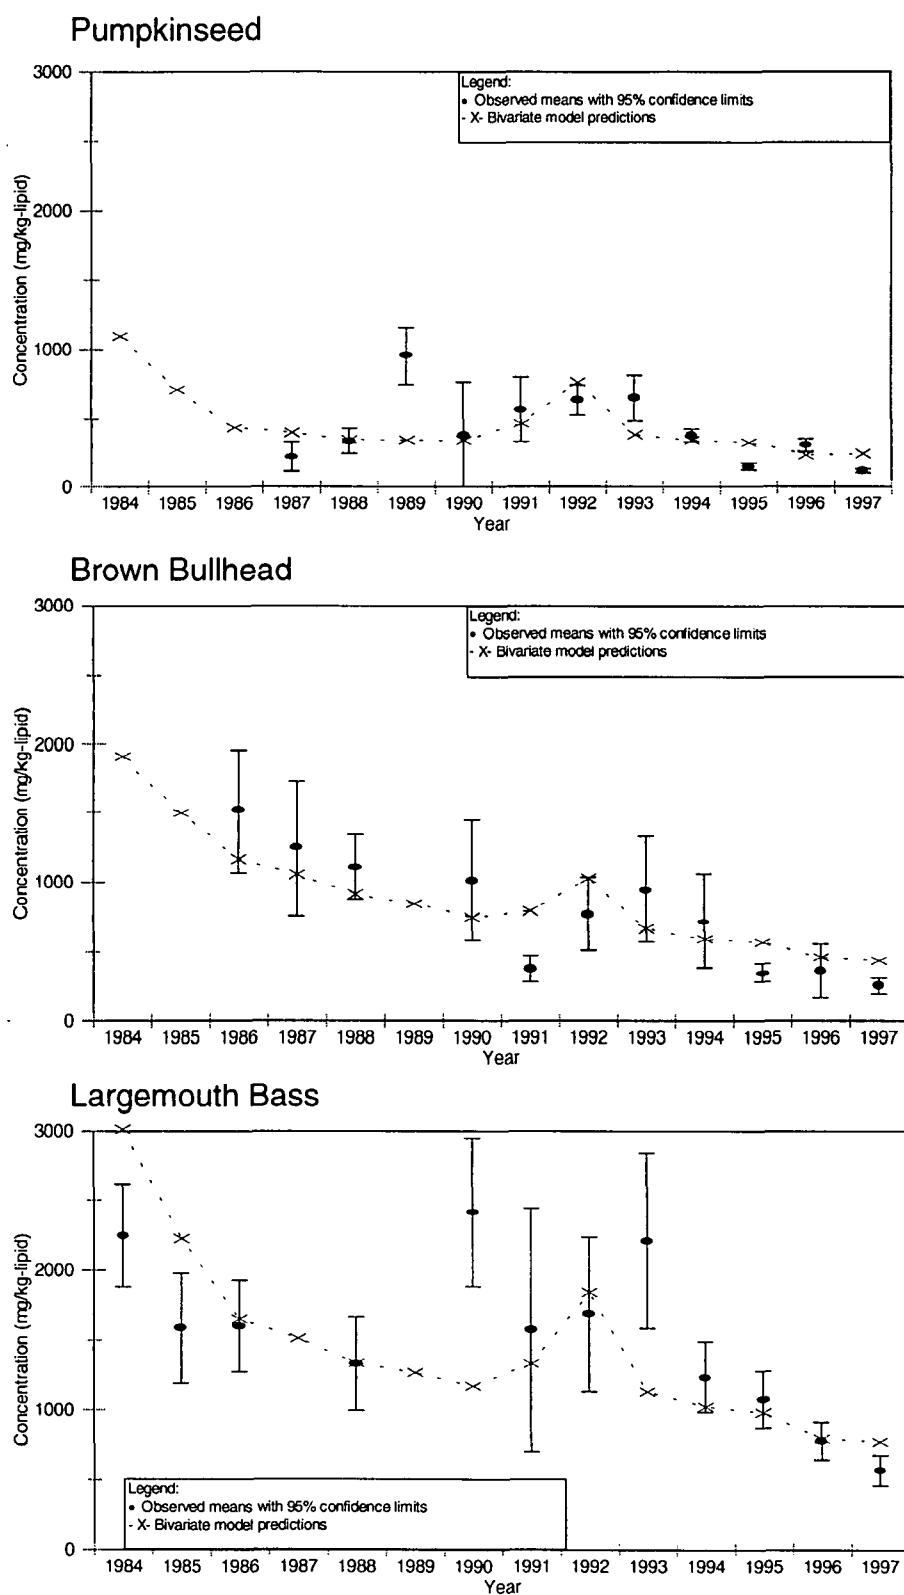 Pumpkinseed
3000
2000
1000
0
Concentration (mg/kg-lipid)
Legend:
• Observed means with 95% confidence limits
- X- Bivariate model predictions
1984 1985 1986 1987 1988 1989 1990 1991 1992 1993 1994 1995 1996 1997
Year
Brown Bullhead
3000
2000
1000
0
Concentration (mg/kg-lipid)
Legend:
• Observed means with 95% confidence limits
- X- Bivariate model predictions
1984 1985 1986 1987 1988 1989 1990 1991 1992 1993 1994 1995 1996 1997
Year
Largemouth Bass
3000
2000
1000
0
Concentration (mg/kg-lipid)
Legend:
• Observed means with 95% confidence limits
- X- Bivariate model predictions
1984 1985 1986 1987 1988 1989 1990 1991 1992 1993 1994 1995 1996 1997
Year